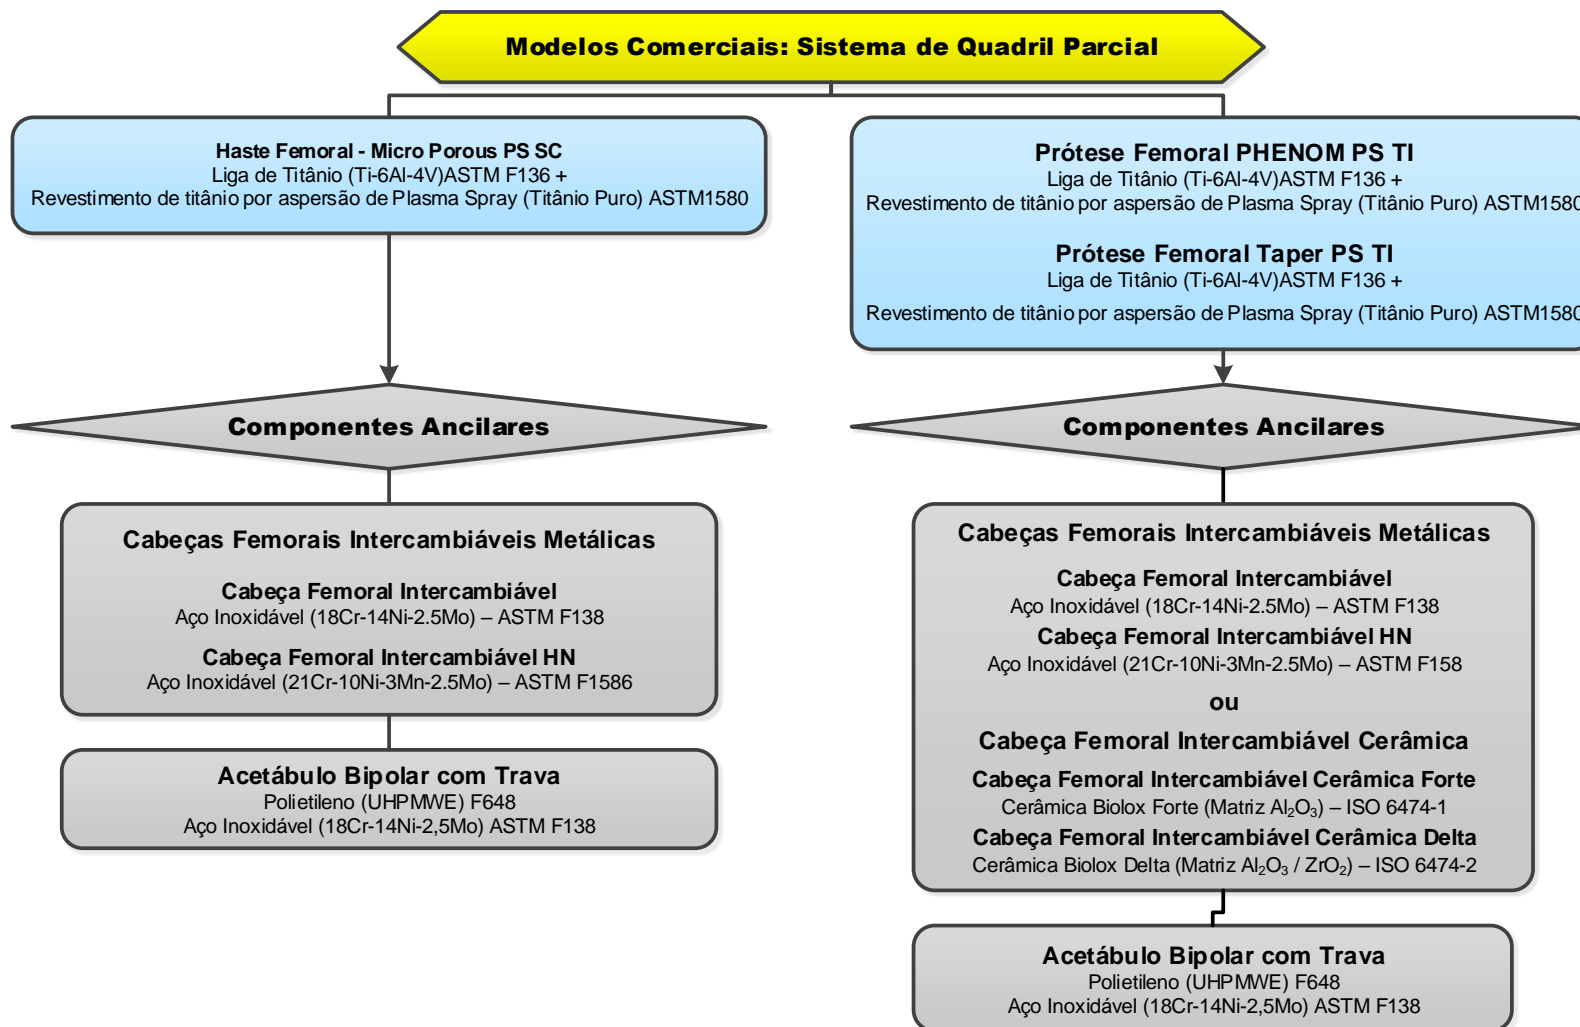 Modelos Comerciais: Sistema de Quadril Parcial
Haste Femoral - Micro Porous PS SC
Liga de Titânio (Ti-6Al-4V)ASTM F136 +
Revestimento de titânio por aspersão de Plasma Spray (Titânio Puro) ASTM1580
Componentes Ancilares
Cabeças Femorais Intercambiáveis Metálicas
Cabeça Femoral Intercambiável
Aço Inoxidável (18Cr-14Ni-2.5Mo) – ASTM F138
Cabeça Femoral Intercambiável HN
Aço Inoxidável (21Cr-10Ni-3Mn-2.5Mo) – ASTM F1586
Acetábulo Bipolar com Trava
Polietileno (UHPMWE) F648
Aço Inoxidável (18Cr-14Ni-2,5Mo) ASTM F138
Prótese Femoral PHENOM PS TI
Liga de Titânio (Ti-6Al-4V)ASTM F136 +
Revestimento de titânio por aspersão de Plasma Spray (Titânio Puro) ASTM1580
Prótese Femoral Taper PS TI
Liga de Titânio (Ti-6Al-4V)ASTM F136 +
Revestimento de titânio por aspersão de Plasma Spray (Titânio Puro) ASTM1580
Componentes Ancilares
Cabeças Femorais Intercambiáveis Metálicas
Cabeça Femoral Intercambiável
Aço Inoxidável (18Cr-14Ni-2.5Mo) – ASTM F138
Cabeça Femoral Intercambiável HN
Aço Inoxidável (21Cr-10Ni-3Mn-2.5Mo) – ASTM F158
ou
Cabeça Femoral Intercambiável Cerâmica
Cabeça Femoral Intercambiável Cerâmica Forte
Cerâmica Biolox Forte (Matriz Al₂O₃) – ISO 6474-1
Cabeça Femoral Intercambiável Cerâmica Delta
Cerâmica Biolox Delta (Matriz Al₂O₃ / ZrO₂) – ISO 6474-2
Acetábulo Bipolar com Trava
Polietileno (UHPMWE) F648
Aço Inoxidável (18Cr-14Ni-2,5Mo) ASTM F138